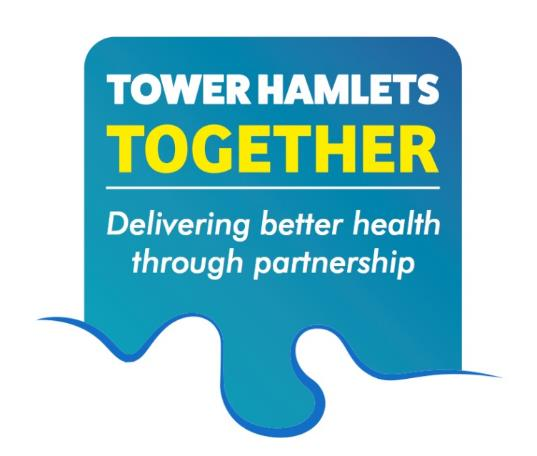 TOWER HAMLETS
TOGETHER
Delivering better health
through partnership